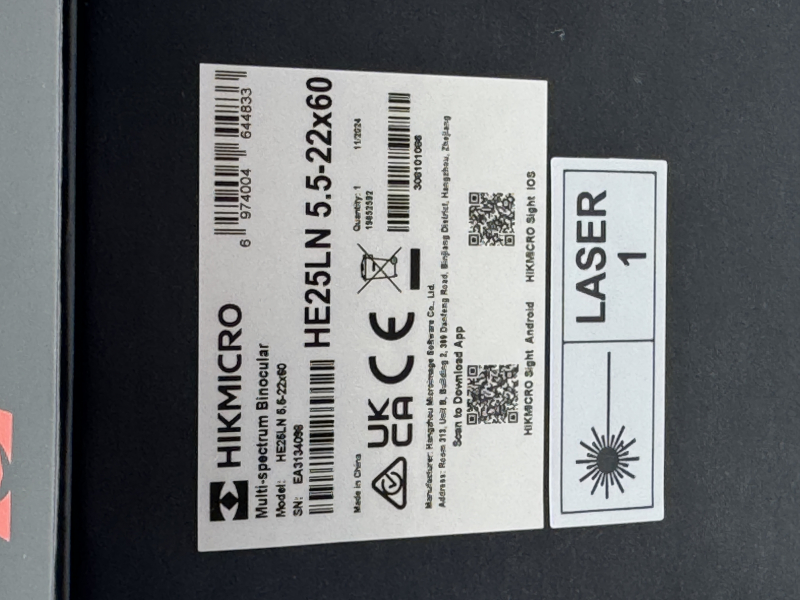 HIKMICRO
6 974004 644833
Multi-spectrum Binocular
Model: HE25LN 5.5-22x60
SN: EA3134096
HE25LN 5.5-22x60
Made in China
Quantity: 1 11/2024
19852592
306101066
UK
CA
CE
Manufacturer: Hangzhou Microimage Software Co., Ltd.
Address: Room 313, Unit B, Building 2, 399 Danfeng Road, Binjiang District, Hangzhou, Zhejiang
Scan to Download App
HIKMICRO Sight Android
HIKMICRO Sight IOS
LASER
1